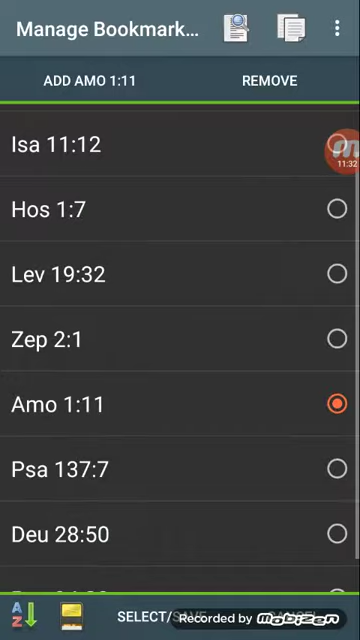 Manage Bookmark...
ADD AMO 1:11
REMOVE
Isa 11:12
11:32
Hos 1:7
Lev 19:32
Zep 2:1
Amo 1:11
Psa 137:7
Deu 28:50
A
Z
SELECT/SAVE
CANCEL
Recorded by mobizen